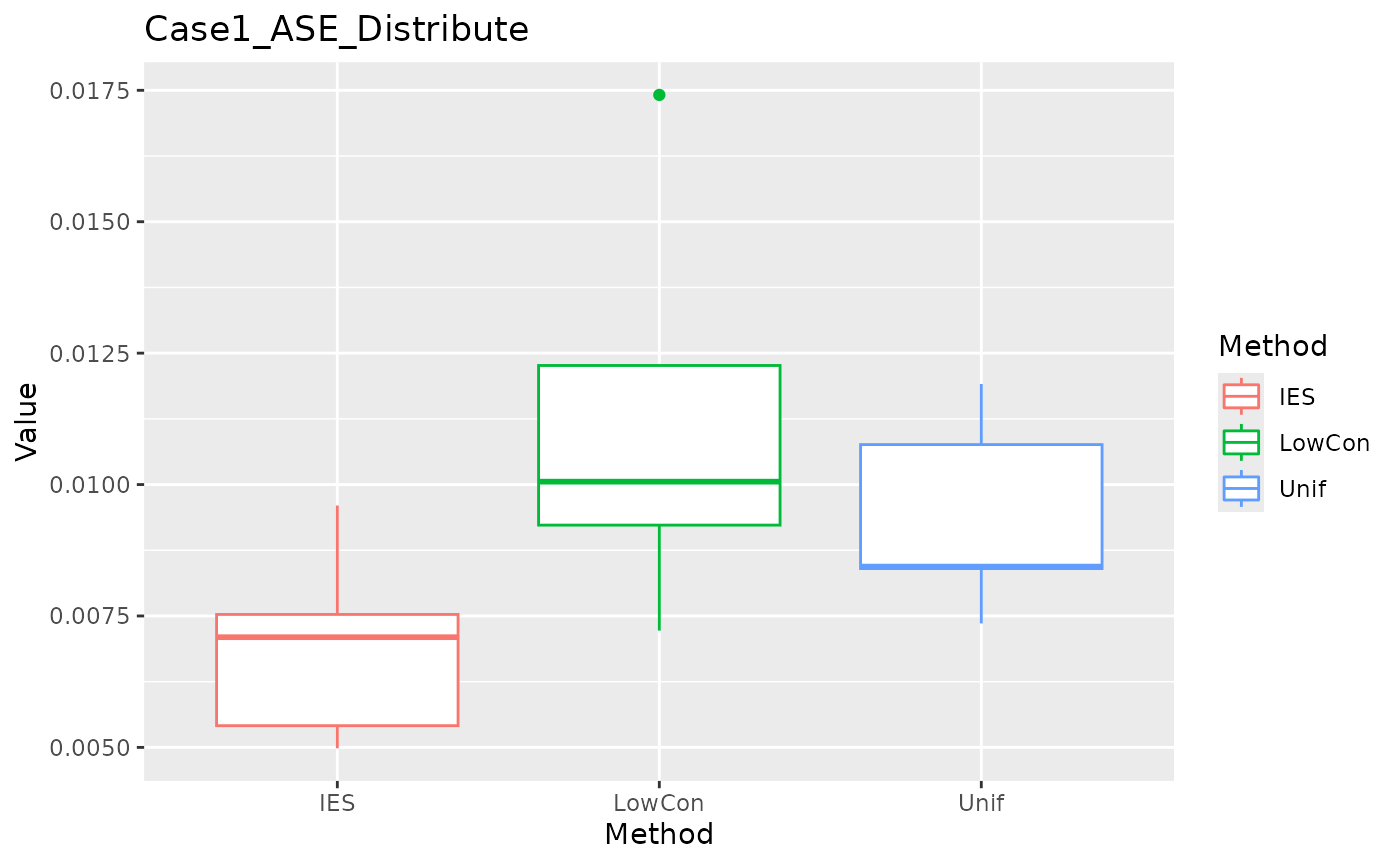 Case1_ASE_Distribute
0.0175
0.0150
0.0125
0.0100
0.0075
0.0050
Value
IES
LowCon
Unif
Method
Method
IES
LowCon
Unif